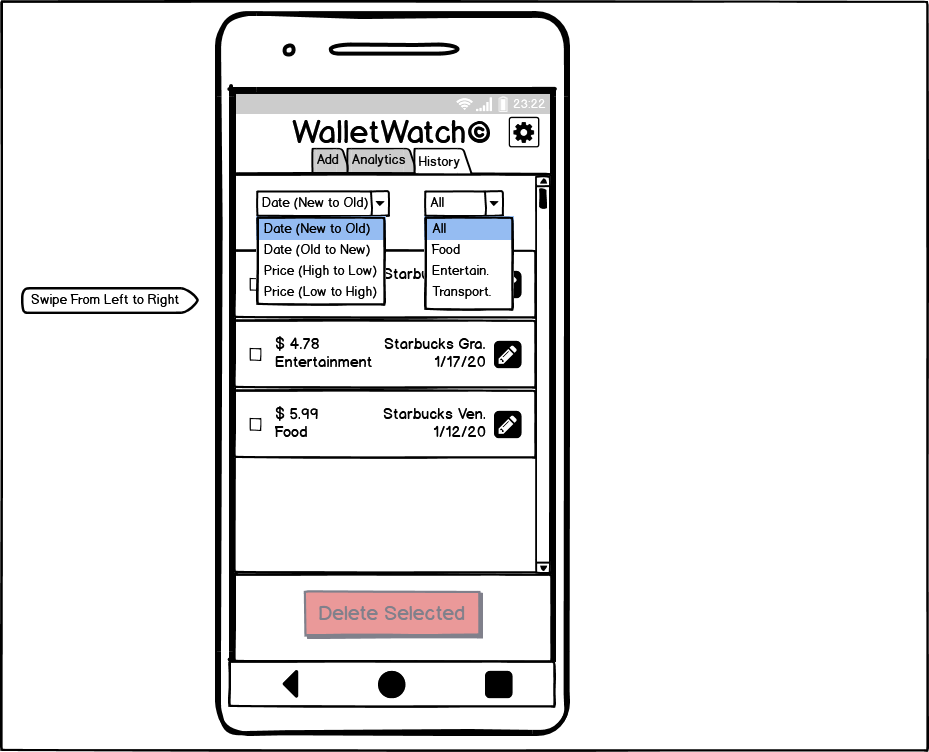 23:22
WalletWatch©
Add Analytics History
Date (New to Old) All
Date (New to Old) All
Date (Old to New) Food
Price (High to Low) Entertain.
Price (Low to High) Transport.
Swipe From Left to Right
$ 4.78 Starbucks Gra.
Entertainment 1/17/20
$ 5.99 Starbucks Ven.
Food 1/12/20
Delete Selected